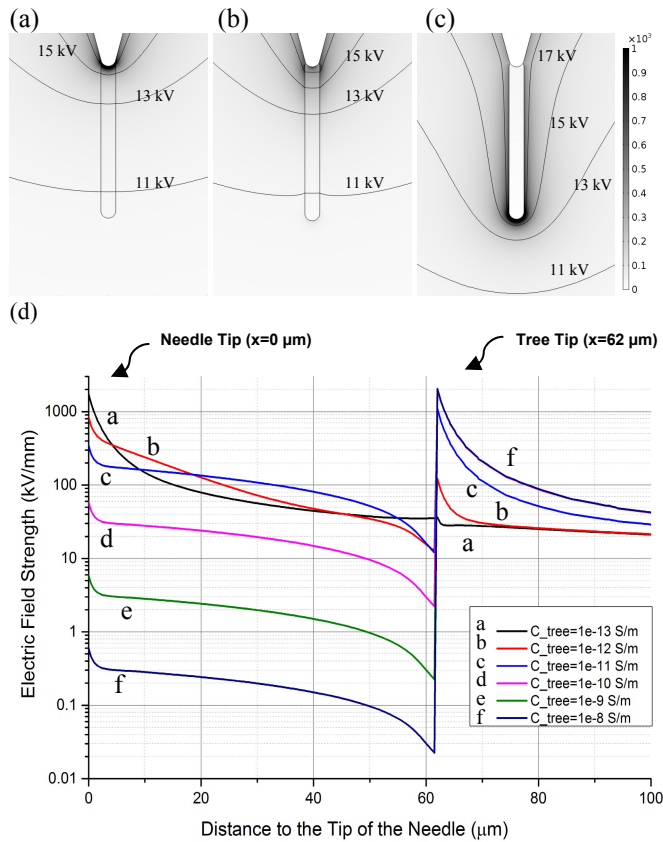 (a)
(b)
(c)
15 kV
13 kV
11 kV
15 kV
13 kV
11 kV
17 kV
15 kV
13 kV
11 kV
×10³
1
0.9
0.8
0.7
0.6
0.5
0.4
0.3
0.2
0.1
0
(d)
Needle Tip (x=0 μm)
Tree Tip (x=62 μm)
Electric Field Strength (kV/mm)
1000
100
10
1
0.1
0.01
a
b
c
d
e
f
f
c
b
a
a C_tree=1e-13 S/m
b C_tree=1e-12 S/m
c C_tree=1e-11 S/m
d C_tree=1e-10 S/m
e C_tree=1e-9 S/m
f C_tree=1e-8 S/m
0 20 40 60 80 100
Distance to the Tip of the Needle (μm)